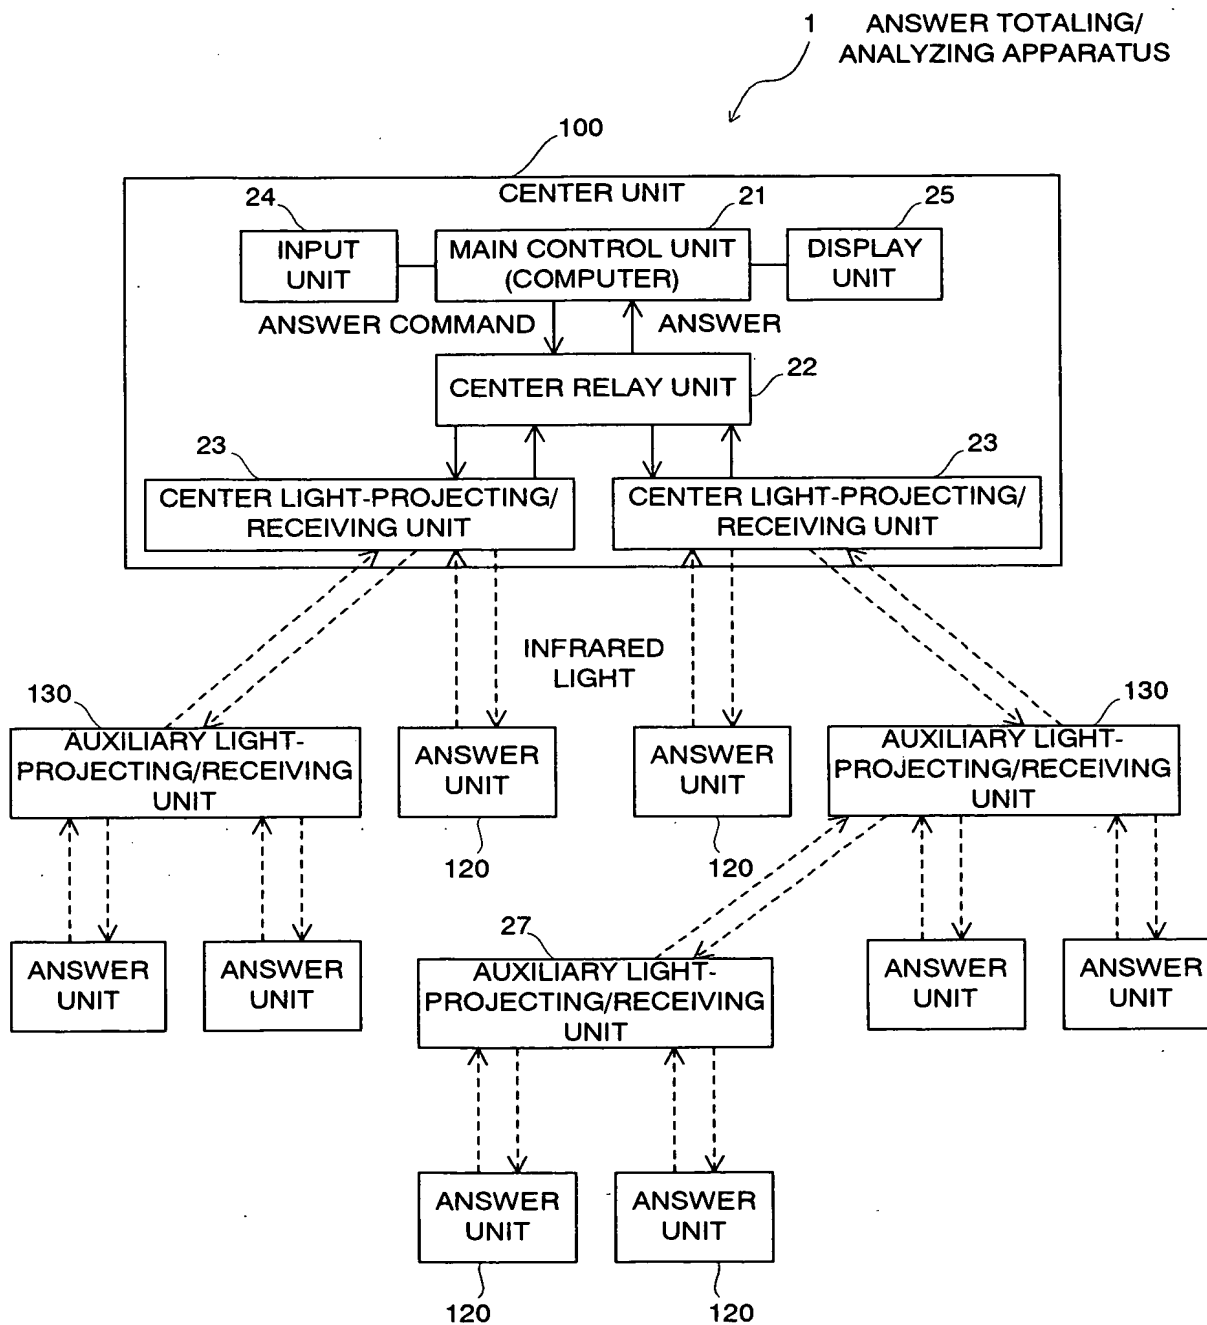 1 ANSWER TOTALING/
ANALYZING APPARATUS
100
CENTER UNIT
24
21
25
INPUT
UNIT
MAIN CONTROL UNIT
(COMPUTER)
DISPLAY
UNIT
ANSWER COMMAND
ANSWER
CENTER RELAY UNIT
22
23
23
CENTER LIGHT-PROJECTING/
RECEIVING UNIT
CENTER LIGHT-PROJECTING/
RECEIVING UNIT
INFRARED
LIGHT
130
130
AUXILIARY LIGHT-
PROJECTING/RECEIVING
UNIT
ANSWER
UNIT
ANSWER
UNIT
AUXILIARY LIGHT-
PROJECTING/RECEIVING
UNIT
120
120
27
ANSWER
UNIT
ANSWER
UNIT
AUXILIARY LIGHT-
PROJECTING/RECEIVING
UNIT
ANSWER
UNIT
ANSWER
UNIT
ANSWER
UNIT
ANSWER
UNIT
120
120